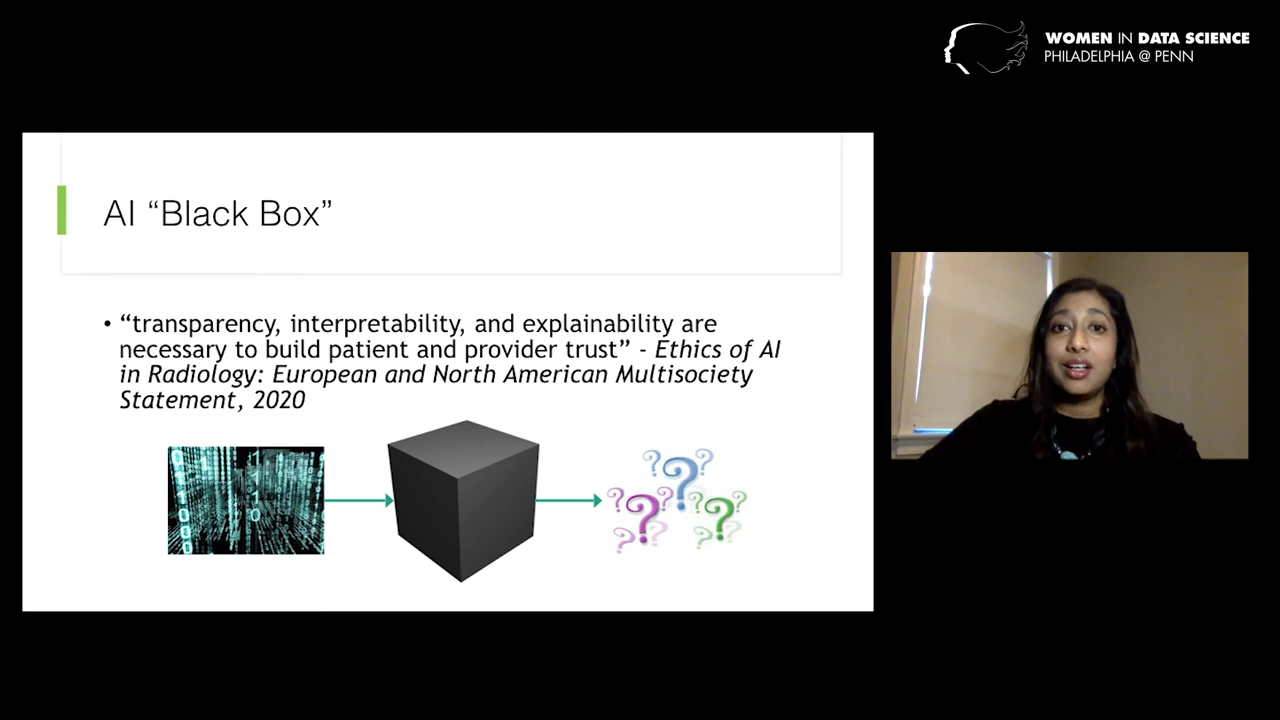 WOMEN IN DATA SCIENCE
PHILADELPHIA @ PENN
AI “Black Box”
• “transparency, interpretability, and explainability are
necessary to build patient and provider trust” - Ethics of AI
in Radiology: European and North American Multisociety
Statement, 2020